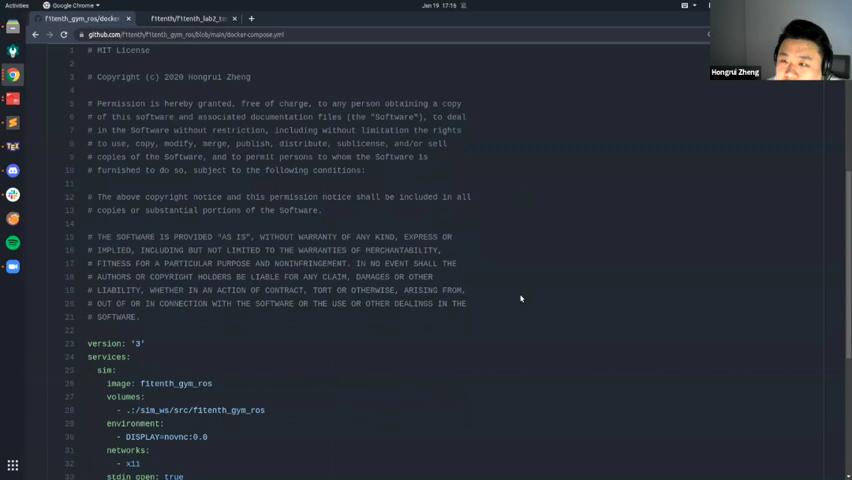 Activities
Google Chrome
Jan 19 17:16
f1tenth_gym_ros/docker
f1tenth/f1tenth_lab2_te
github.com/f1tenth/f1tenth_gym_ros/blob/main/docker-compose.yml
Hongrui Zheng
1 # MIT License
2
3 # Copyright (c) 2020 Hongrui Zheng
4
5 # Permission is hereby granted, free of charge, to any person obtaining a copy
6 # of this software and associated documentation files (the "Software"), to deal
7 # in the Software without restriction, including without limitation the rights
8 # to use, copy, modify, merge, publish, distribute, sublicense, and/or sell
9 # copies of the Software, and to permit persons to whom the Software is
10 # furnished to do so, subject to the following conditions:
11
12 # The above copyright notice and this permission notice shall be included in all
13 # copies or substantial portions of the Software.
14
15 # THE SOFTWARE IS PROVIDED "AS IS", WITHOUT WARRANTY OF ANY KIND, EXPRESS OR
16 # IMPLIED, INCLUDING BUT NOT LIMITED TO THE WARRANTIES OF MERCHANTABILITY,
17 # FITNESS FOR A PARTICULAR PURPOSE AND NONINFRINGEMENT. IN NO EVENT SHALL THE
18 # AUTHORS OR COPYRIGHT HOLDERS BE LIABLE FOR ANY CLAIM, DAMAGES OR OTHER
19 # LIABILITY, WHETHER IN AN ACTION OF CONTRACT, TORT OR OTHERWISE, ARISING FROM,
20 # OUT OF OR IN CONNECTION WITH THE SOFTWARE OR THE USE OR OTHER DEALINGS IN THE
21 # SOFTWARE.
22
23 version: '3'
24 services:
25 sim:
26 image: f1tenth_gym_ros
27 volumes:
28 - .:/sim_ws/src/f1tenth_gym_ros
29 environment:
30 - DISPLAY=novnc:0.0
31 networks:
32 - x11
33 stdin_open: true